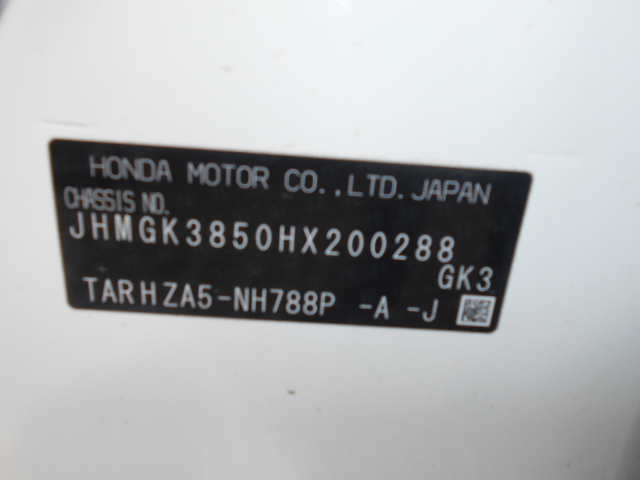 HONDA MOTOR CO.,LTD. JAPAN
CHASSIS NO.
JHMGK3850HX200288
GK3
TARHZA5-NH788P -A -J